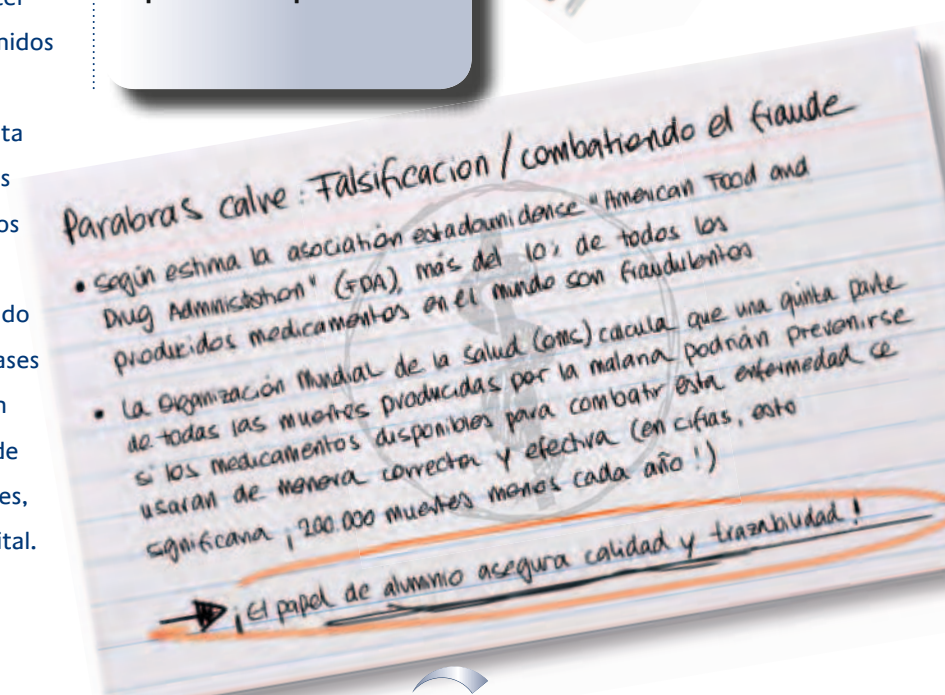 nidos
ta
s
os
do
ases
n
de
es,
ital.
Parabras calve: Falsificacion / combatiendo el fraude
• Según estima la asociatión estadounidense "American Food and
Drug Administration" (FDA), más del 10% de todos los
producidos medicamentos en el mundo son fraudulentos
• La Organización Mundial de la Salud (OMS) calcula que una quinta parte
de todas las muertes producidas por la malaria podrían prevenirse
si los medicamentos disponibles para combatir esta enfermedad se
usaran de menera correcta y efectiva (en cifras, esto
significaria ¡200.000 muertes menos cada año!)
¡El papel de aluminio asegura calidad y trazabilidad!